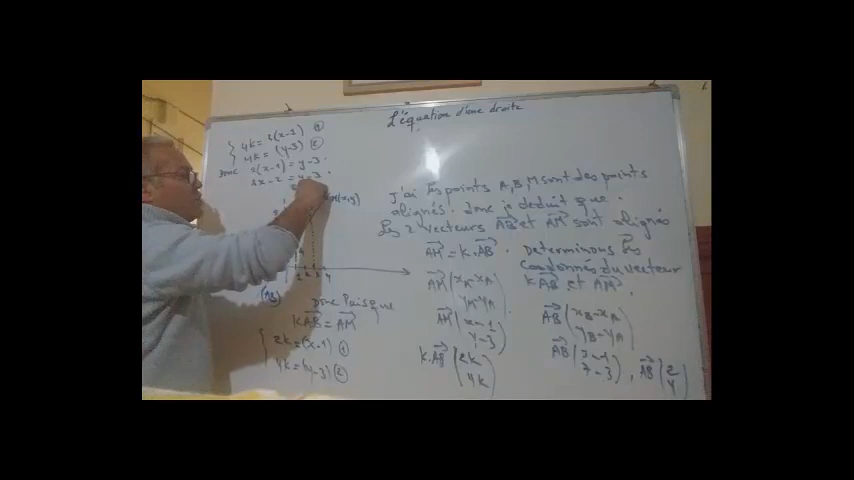 L'équation d'une droite
4k = 2(x-1) ①
4k = (y-3) ②
Donc 2(x-1) = y-3
2x-2 = y-3
M(x,y)
(AB)
Donc Puisque
kAB = AM
2k = (x-1) ①
4k = (y-3) ②
J'ai les points A, B, M sont des points
alignés. donc je deduit que
les 2 vecteurs AB et AM sont alignés
AM = k.AB. Determinons les
coordonnés du vecteur
kAB et AM.
AM (xM-xA
yM-yA)
AM (x-1
y-3)
k.AB (2k
4k)
AB (xB-xA
yB-yA)
AB (3-1
7-3), AB (2
4)